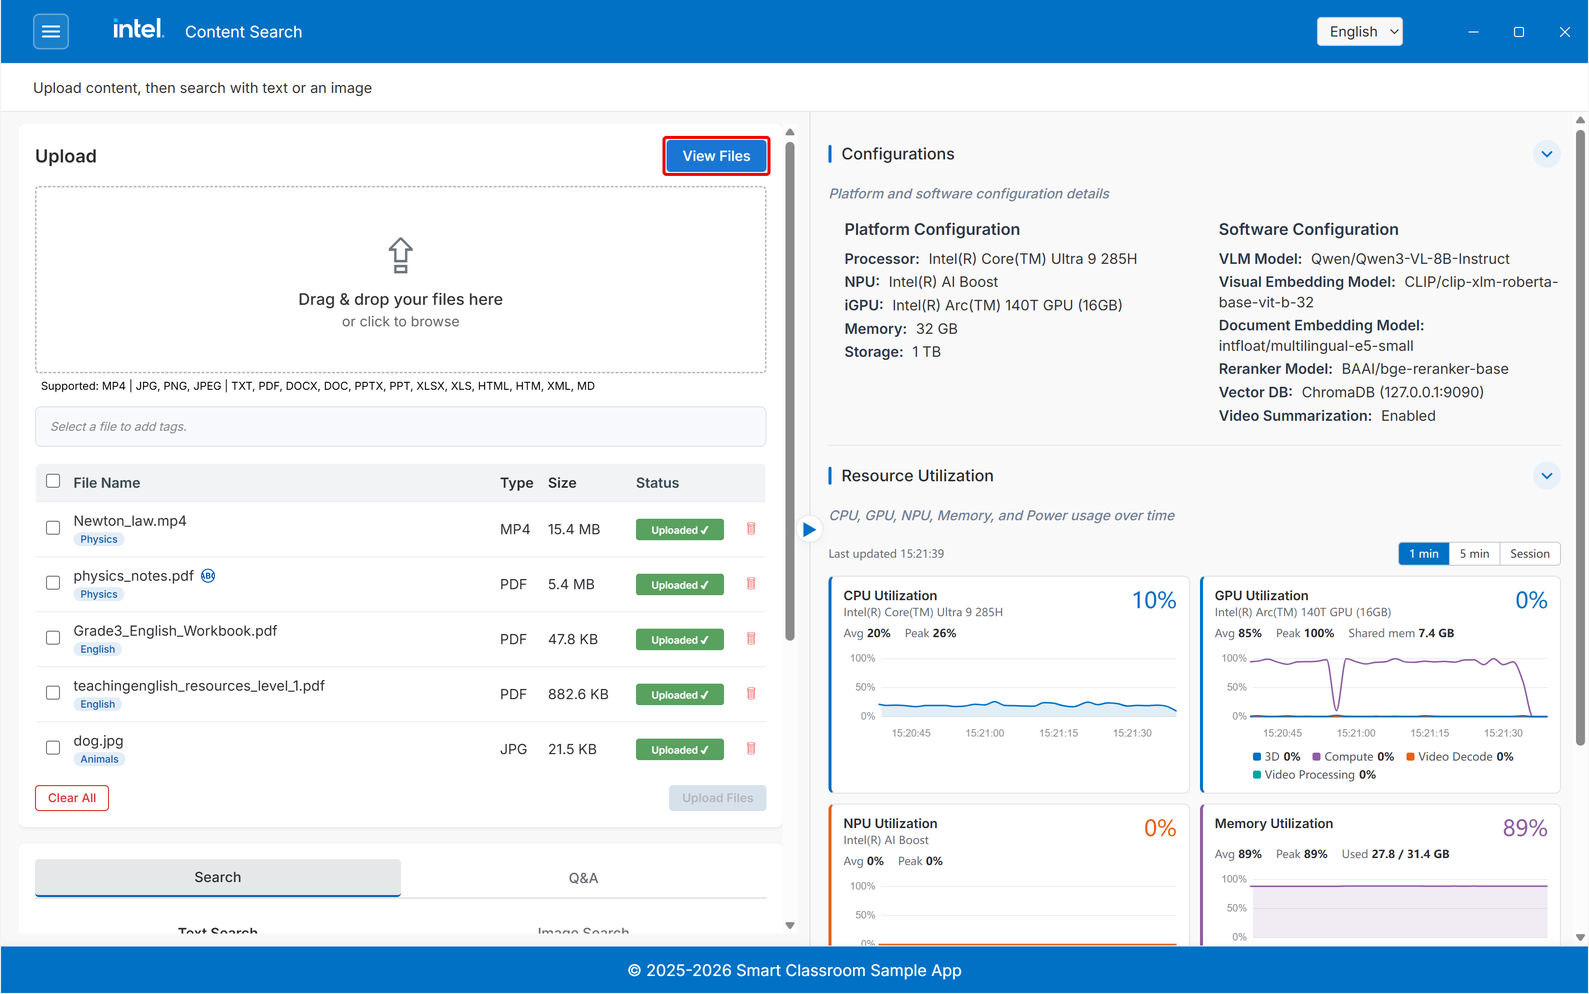 intel. Content Search
English
Upload content, then search with text or an image
Upload
View Files
Drag & drop your files here
or click to browse
Supported: MP4 | JPG, PNG, JPEG | TXT, PDF, DOCX, DOC, PPTX, PPT, XLSX, XLS, HTML, HTM, XML, MD
Select a file to add tags.
File Name Type Size Status
Newton_law.mp4 MP4 15.4 MB Uploaded ✓
Physics
physics_notes.pdf ABC PDF 5.4 MB Uploaded ✓
Physics
Grade3_English_Workbook.pdf PDF 47.8 KB Uploaded ✓
English
teachingenglish_resources_level_1.pdf PDF 882.6 KB Uploaded ✓
English
dog.jpg JPG 21.5 KB Uploaded ✓
Animals
Clear All Upload Files
Search Q&A
Text Search Image Search
Configurations
Platform and software configuration details
Platform Configuration
Processor: Intel(R) Core(TM) Ultra 9 285H
NPU: Intel(R) AI Boost
iGPU: Intel(R) Arc(TM) 140T GPU (16GB)
Memory: 32 GB
Storage: 1 TB
Software Configuration
VLM Model: Qwen/Qwen3-VL-8B-Instruct
Visual Embedding Model: CLIP/clip-xlm-roberta-
base-vit-b-32
Document Embedding Model:
intfloat/multilingual-e5-small
Reranker Model: BAAI/bge-reranker-base
Vector DB: ChromaDB (127.0.0.1:9090)
Video Summarization: Enabled
Resource Utilization
CPU, GPU, NPU, Memory, and Power usage over time
Last updated 15:21:39
1 min 5 min Session
CPU Utilization 10%
Intel(R) Core(TM) Ultra 9 285H
Avg 20% Peak 26%
100%
50%
0%
15:20:45 15:21:00 15:21:15 15:21:30
GPU Utilization 0%
Intel(R) Arc(TM) 140T GPU (16GB)
Avg 85% Peak 100% Shared mem 7.4 GB
100%
50%
0%
15:20:45 15:21:00 15:21:15 15:21:30
3D 0% Compute 0% Video Decode 0%
Video Processing 0%
NPU Utilization 0%
Intel(R) AI Boost
Avg 0% Peak 0%
100%
50%
0%
Memory Utilization 89%
Avg 89% Peak 89% Used 27.8 / 31.4 GB
100%
50%
0%
© 2025-2026 Smart Classroom Sample App